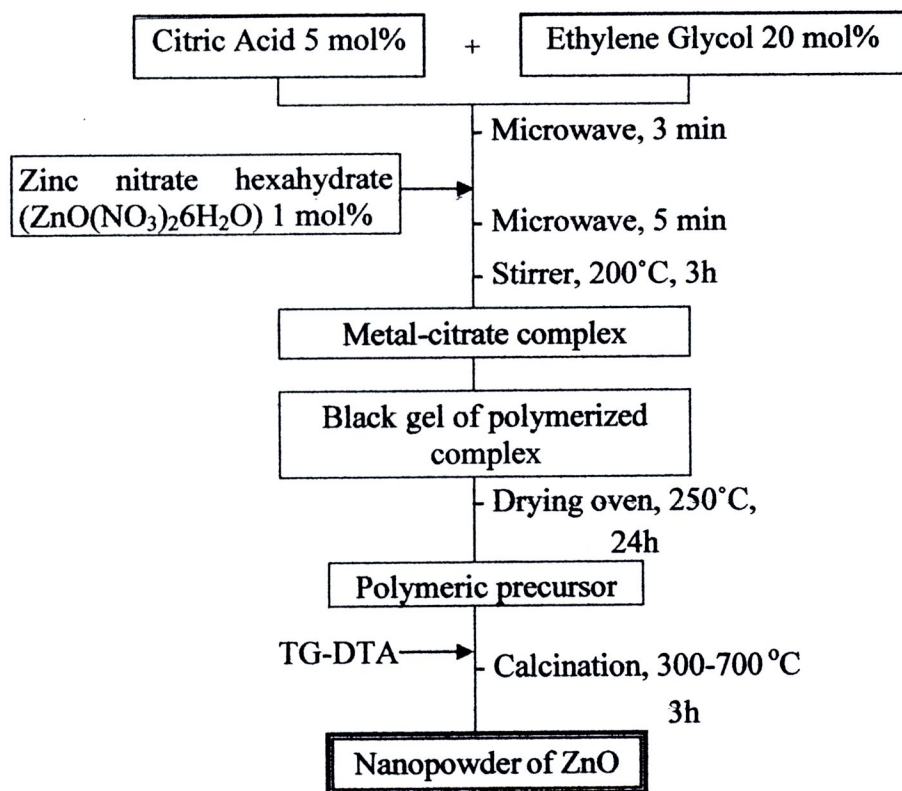 Citric Acid 5 mol%
+
Ethylene Glycol 20 mol%
Microwave, 3 min
Zinc nitrate hexahydrate
(ZnO(NO₃)₂6H₂O) 1 mol%
Microwave, 5 min
Stirrer, 200°C, 3h
Metal-citrate complex
Black gel of polymerized
complex
Drying oven, 250°C,
24h
Polymeric precursor
TG-DTA
Calcination, 300-700 °C
3h
Nanopowder of ZnO